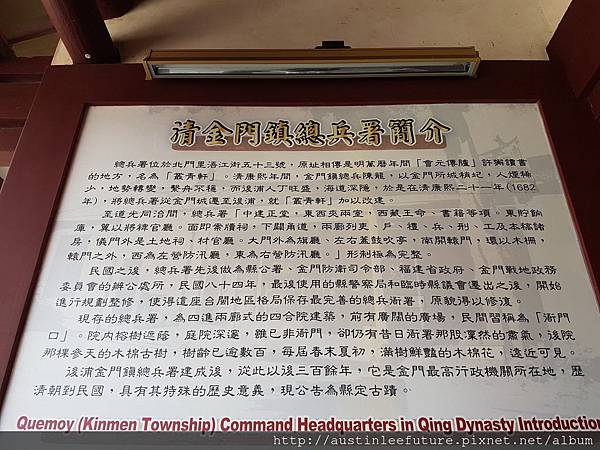 清金門鎮總兵署簡介
總兵署位於北門里浯江街五十三號，原址相傳是明萬曆年間「會元傳臚」許獬讀書
的地方，名為「叢青軒」。清康熙年間，金門鎮總兵陳龍，以金門所城稍圮，人煙稀
少，地勢轉變，繫舟不穩，而後浦人丁旺盛，海道深隱，於是在清康熙二十一年(1682
年)，將總兵署從金門城遷至後浦，就「叢青軒」加以改建。
至道光同治間，總兵署「中建正堂，東西夾兩室，西藏王命、書籍等項。東貯餉
庫，翼以將錢官廳。面即索牘祠，下闢甬道，兩廊列吏、戶、禮、兵、刑、工及本稿諸
房，儀門外是土地祠、材官廳。大門外為旗廳、左右蓋鼓吹亭，南開轅門，環以木柵，
轅門之外，西為左營防汛廳。東為右營防汛廳。」形制極為完整。
民國之後，總兵署先後做為縣公署、金門防衛司令部、福建省政府、金門戰地政務
委員會的辦公處所，民國八十四年，最後使用的縣警察局和臨時縣議會遷出之後，開始
進行規劃整修，使得這座台閩地區格局保存最完善的總兵衙署，原貌得以修復。
現存的總兵署，為四進兩廊式的四合院建築，前有廣闊的廣場，民間習稱為「衙門
口」。院內榕樹遮蔭，庭院深邃，雖已非衙門，卻仍有昔日衙署那股凜然的肅氣，後院
那棵參天的木棉古樹，樹齡已逾數百，每屆春末夏初，滿樹鮮豔的木棉花，遠近可見。
後浦金門鎮總兵署建成後，從此以後三百餘年，它是金門最高行政機關所在地，歷
清朝到民國，具有其特殊的歷史意義，現公告為縣定古蹟。
Quemoy (Kinmen Township) Command Headquarters in Qing Dynasty Introduction
http://austinleefuture.pixnet.net/album